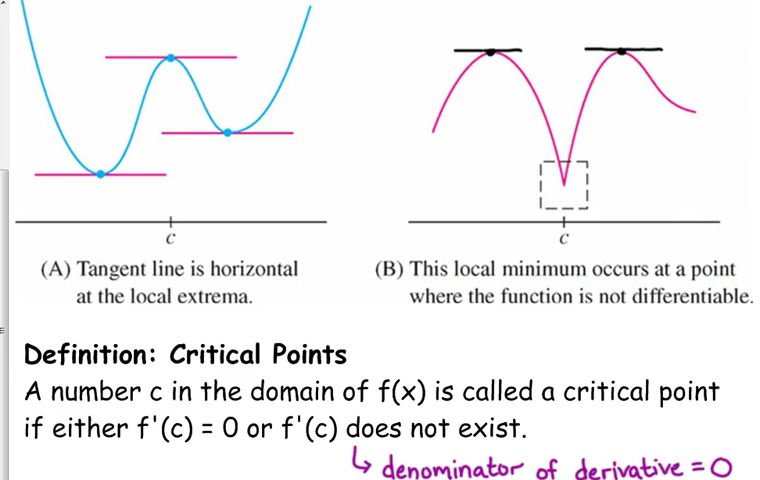 c
c
(A) Tangent line is horizontal
at the local extrema.
(B) This local minimum occurs at a point
where the function is not differentiable.
Definition: Critical Points
A number c in the domain of f(x) is called a critical point
if either f'(c) = 0 or f'(c) does not exist.
↳ denominator of derivative = 0